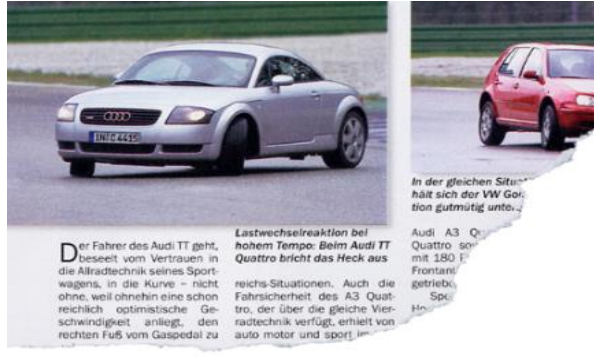 IN C 4415
Der Fahrer des Audi TT geht,
beseelt vom Vertrauen in
die Allradtechnik seines Sport-
wagens, in die Kurve – nicht
ohne, weil ohnehin eine schon
reichlich optimistische Ge-
schwindigkeit anliegt, den
rechten Fuß vom Gaspedal zu
Lastwechselreaktion bei
hohem Tempo: Beim Audi TT
Quattro bricht das Heck aus
reichs-Situationen. Auch die
Fahrsicherheit des A3 Quat-
tro, der über die gleiche Vier-
radtechnik verfügt, erhielt von
auto motor und sport im
In der gleichen
hält sich der VW
tion gutmütig
Audi A3
Quattro
mit 180
Frontant
getriebe